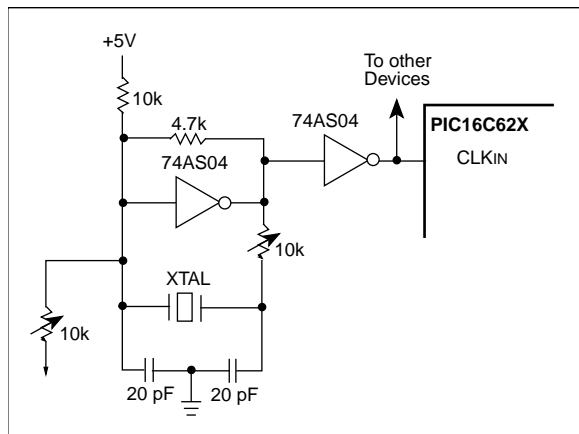 +5V
10k
4.7k
74AS04
74AS04
To other
Devices
PIC16C62X
CLKIN
10k
XTAL
10k
20 pF
20 pF